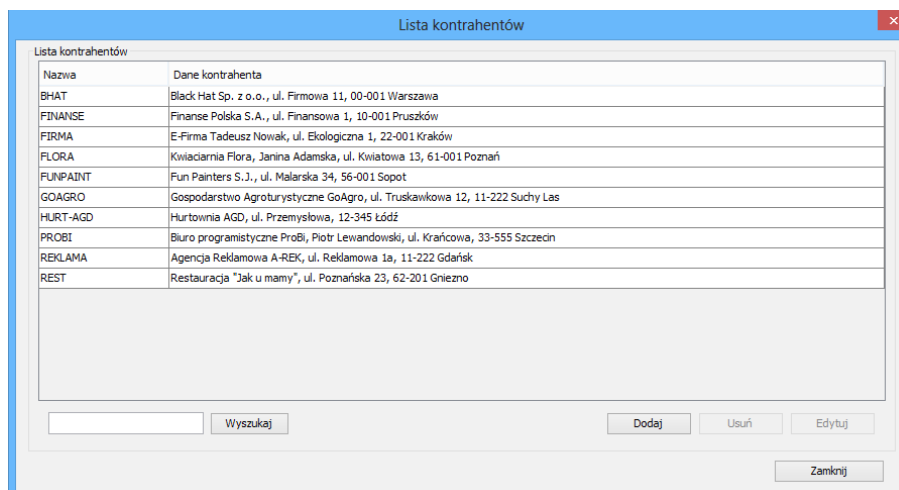 Lista kontrahentów
Lista kontrahentów
Nazwa Dane kontrahenta
BHAT Black Hat Sp. z o.o., ul. Firmowa 11, 00-001 Warszawa
FINANSE Finanse Polska S.A., ul. Finansowa 1, 10-001 Pruszków
FIRMA E-Firma Tadeusz Nowak, ul. Ekologiczna 1, 22-001 Kraków
FLORA Kwiaciarnia Flora, Janina Adamska, ul. Kwiatowa 13, 61-001 Poznań
FUNPAINT Fun Painters S.J., ul. Malarska 34, 56-001 Sopot
GOAGRO Gospodarstwo Agroturystyczne GoAgro, ul. Truskawkowa 12, 11-222 Suchy Las
HURT-AGD Hurtownia AGD, ul. Przemysłowa, 12-345 Łódź
PROBI Biuro programistyczne ProBi, Piotr Lewandowski, ul. Krańcowa, 33-555 Szczecin
REKLAMA Agencja Reklamowa A-REK, ul. Reklamowa 1a, 11-222 Gdańsk
REST Restauracja "Jak u mamy", ul. Poznańska 23, 62-201 Gniezno
Wyszukaj Dodaj Usuń Edytuj
Zamknij